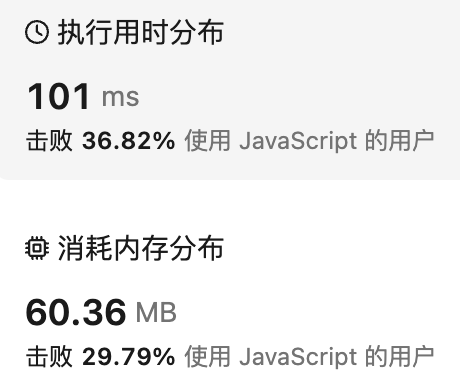 执行用时分布
101 ms
击败 36.82% 使用 JavaScript 的用户
消耗内存分布
60.36 MB
击败 29.79% 使用 JavaScript 的用户